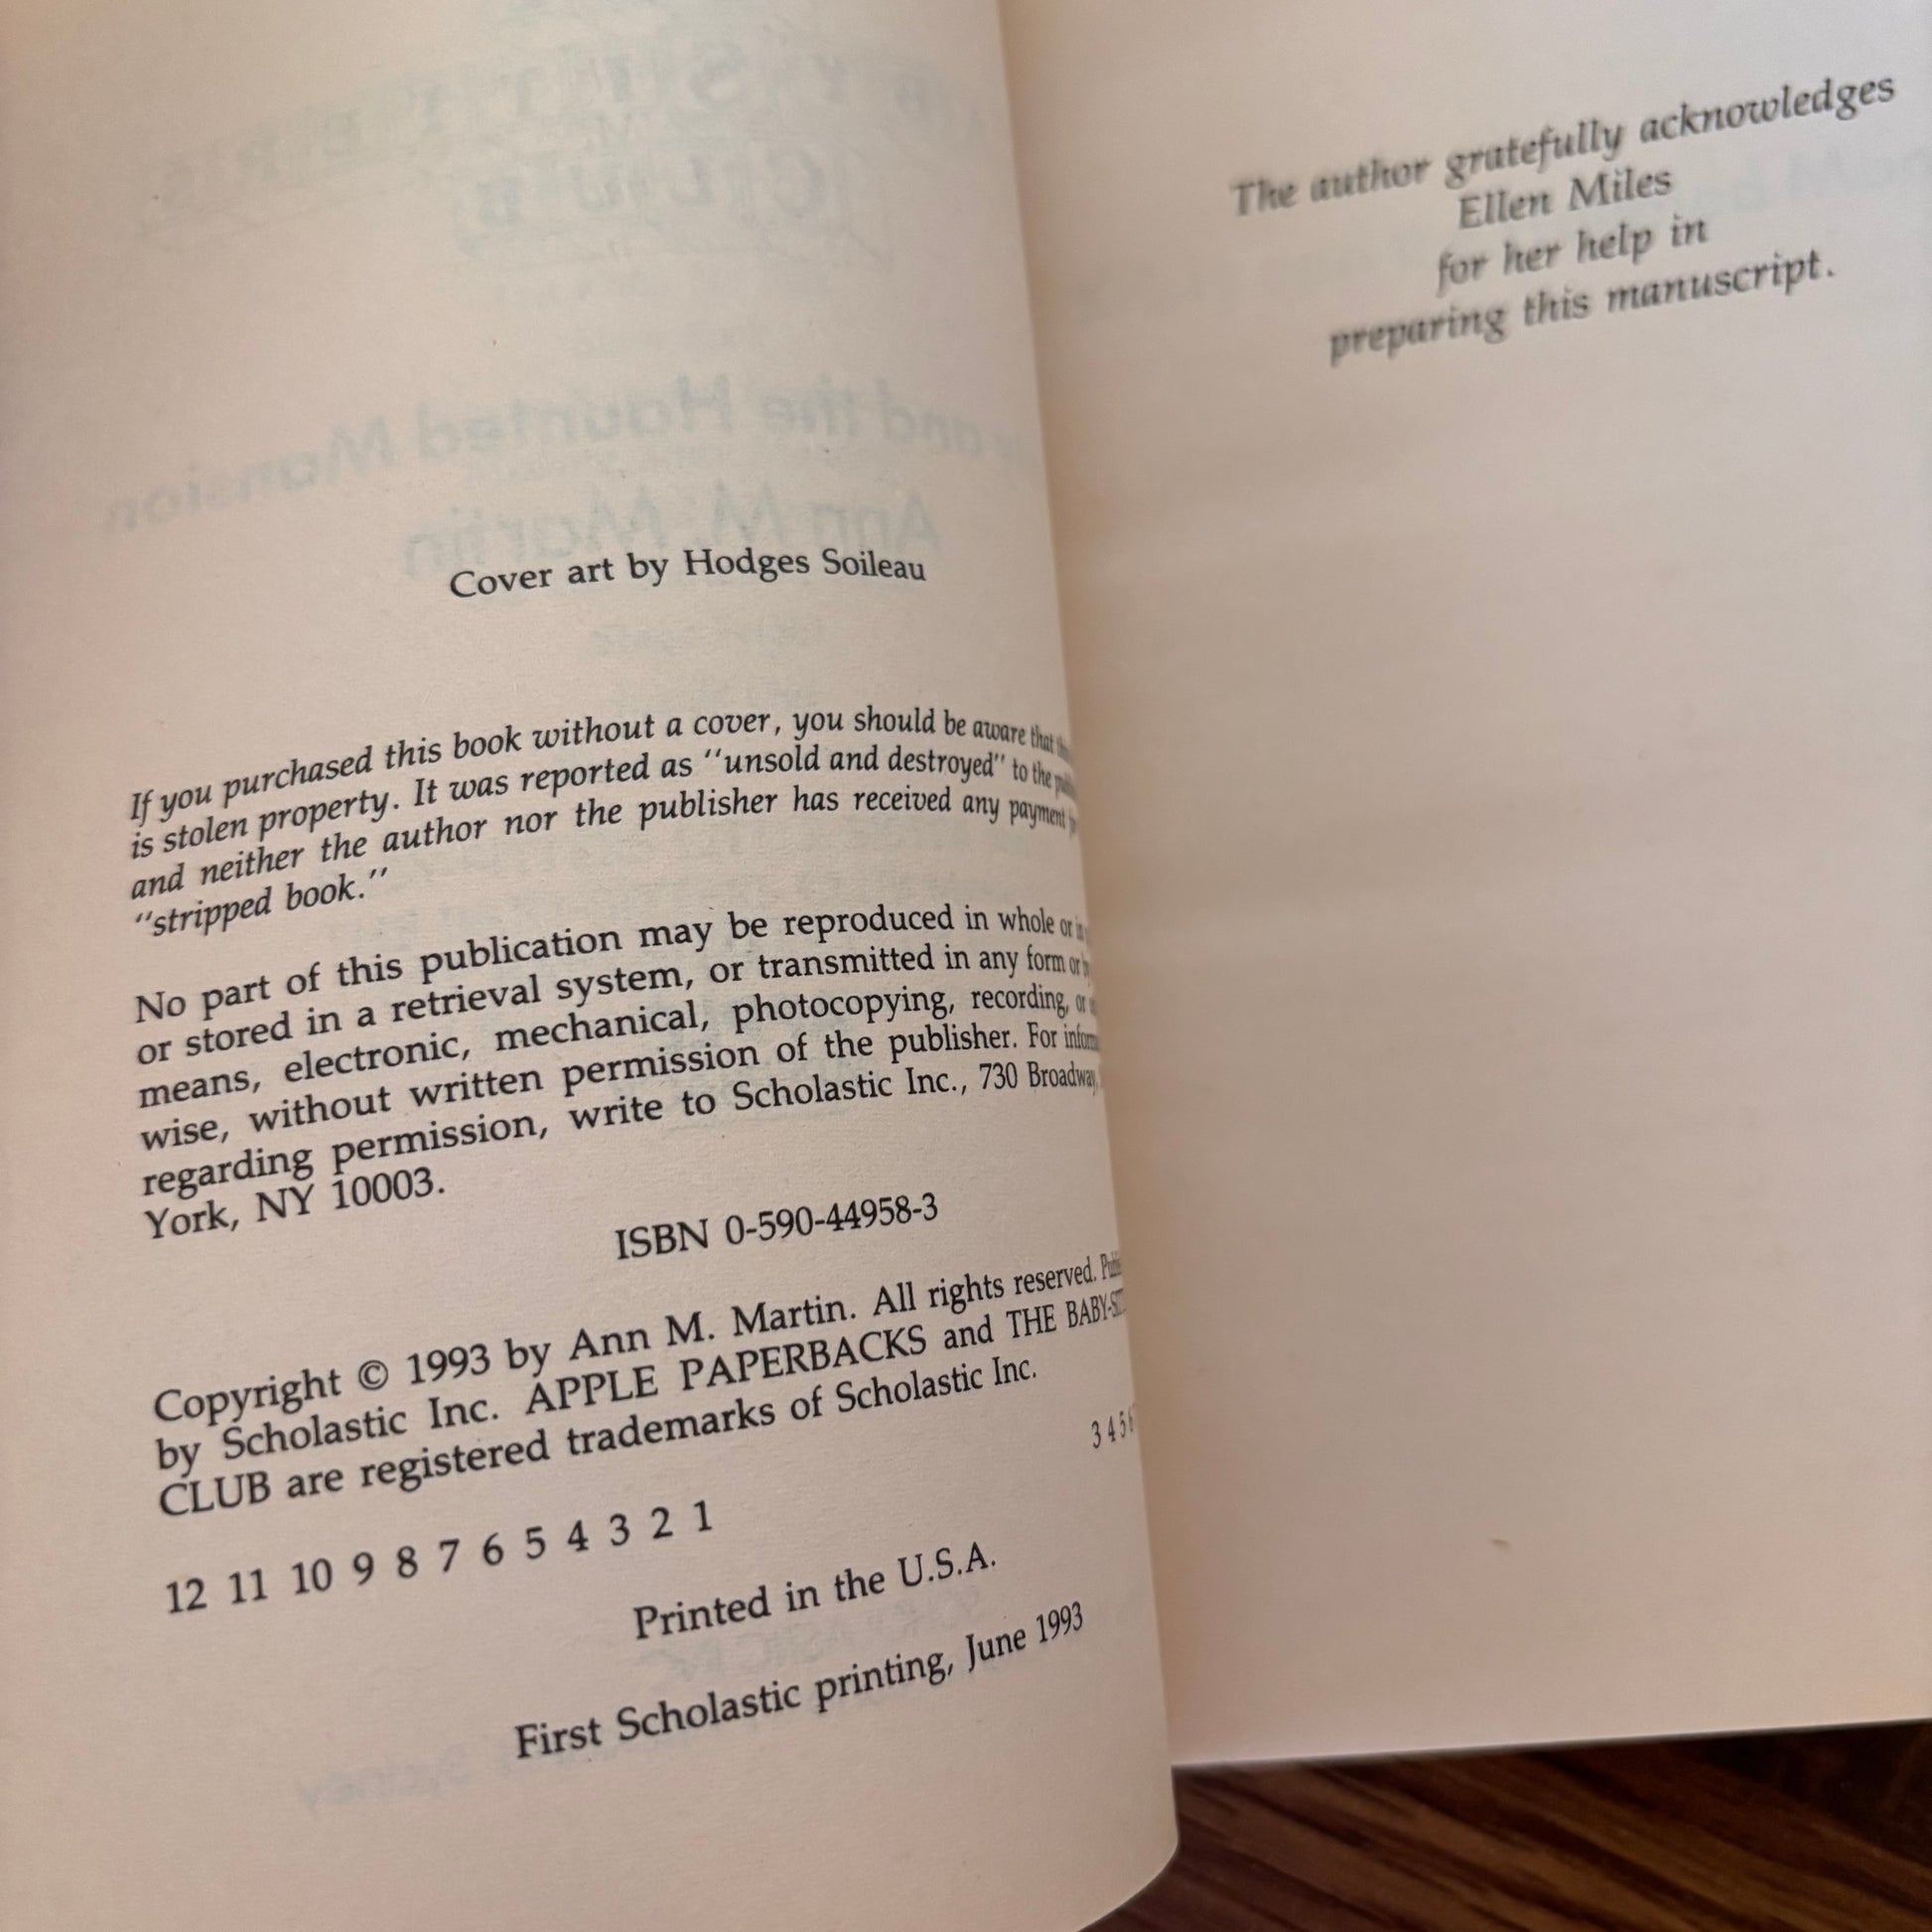 Cover art by Hodges Soileau
If you purchased this book without a cover, you should be aware that
is stolen property. It was reported as "unsold and destroyed" to the
and neither the author nor the publisher has received any payment
"stripped book."
No part of this publication may be reproduced in whole or in
or stored in a retrieval system, or transmitted in any form or
means, electronic, mechanical, photocopying, recording, or
wise, without written permission of the publisher. For
regarding permission, write to Scholastic Inc., 730 Broadway,
York, NY 10003.
ISBN 0-590-44958-3
Copyright © 1993 by Ann M. Martin. All rights reserved.
by Scholastic Inc. APPLE PAPERBACKS and THE
CLUB are registered trademarks of Scholastic Inc.
12 11 10 9 8 7 6 5 4 3 2 1
3 4 5
Printed in the U.S.A.
First Scholastic printing, June 1993
The author gratefully acknowledges
Ellen Miles
for her help in
preparing this manuscript.